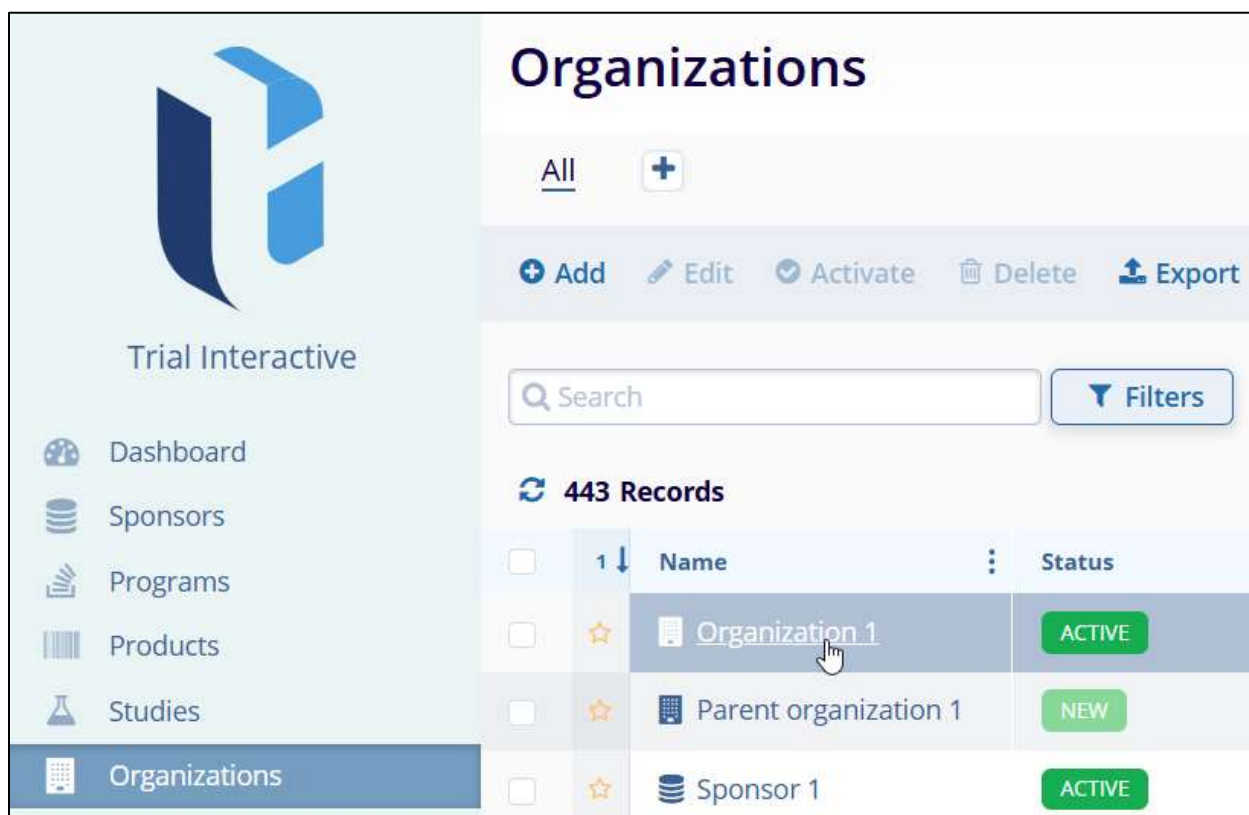 Trial Interactive
Dashboard
Sponsors
Programs
Products
Studies
Organizations
Organizations
All
Add Edit Activate Delete Export
Search Filters
443 Records
1 Name Status
Organization 1 ACTIVE
Parent organization 1 NEW
Sponsor 1 ACTIVE